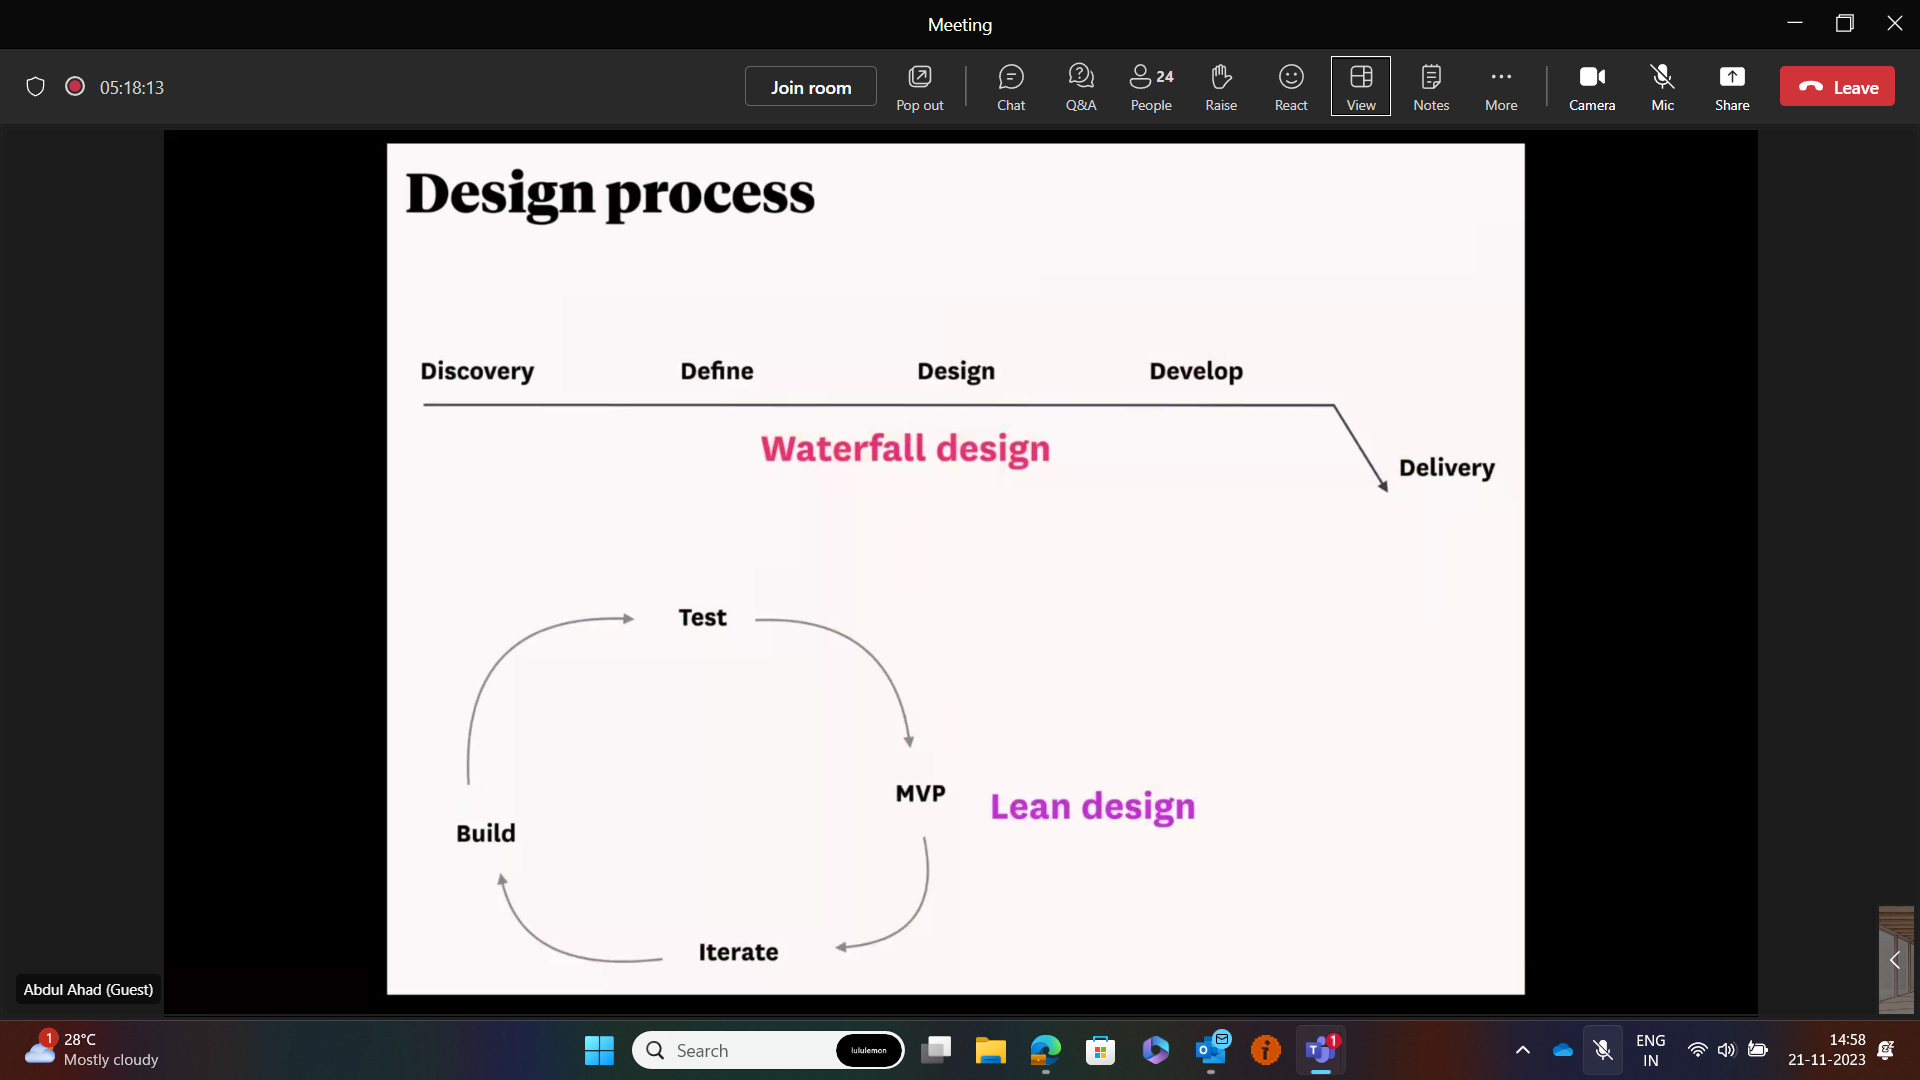 Meeting
05:18:13
Join room
Pop out
Chat
Q&A
24
People
Raise
React
View
Notes
More
Camera
Mic
Share
Leave
Design process
Discovery Define Design Develop
Waterfall design
Delivery
Test
MVP
Lean design
Build
Iterate
Abdul Ahad (Guest)
1
28°C
Mostly cloudy
Search
lululemon
1
ENG
IN
14:58
21-11-2023